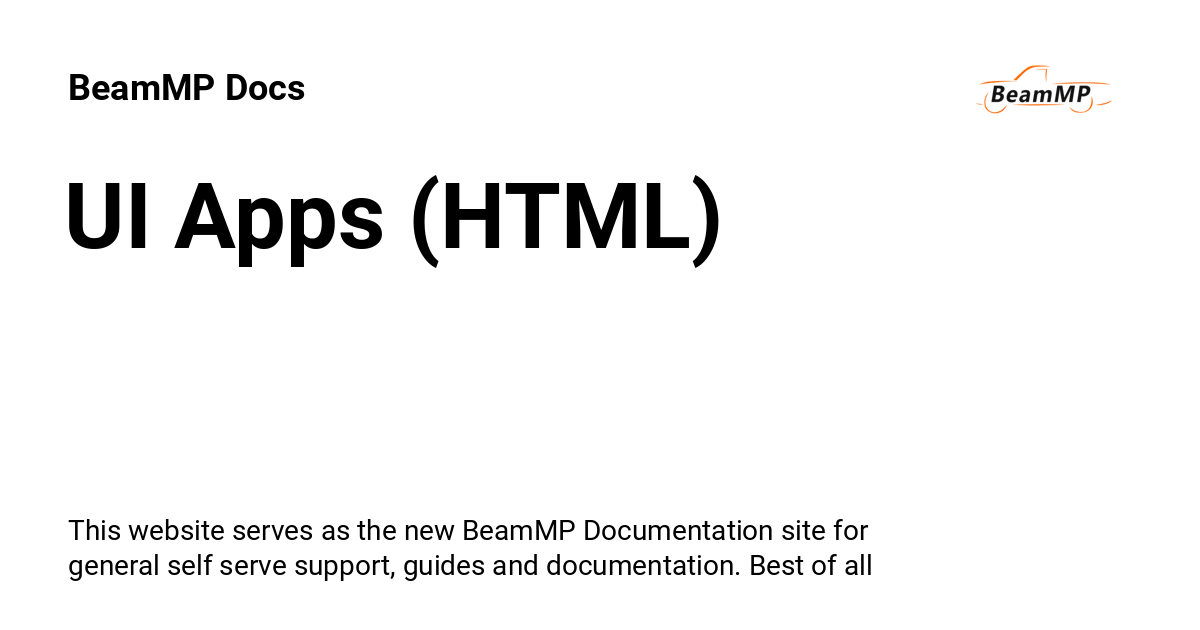 BeamMP Docs
BeamMP
UI Apps (HTML)
This website serves as the new BeamMP Documentation site for
general self serve support, guides and documentation. Best of all